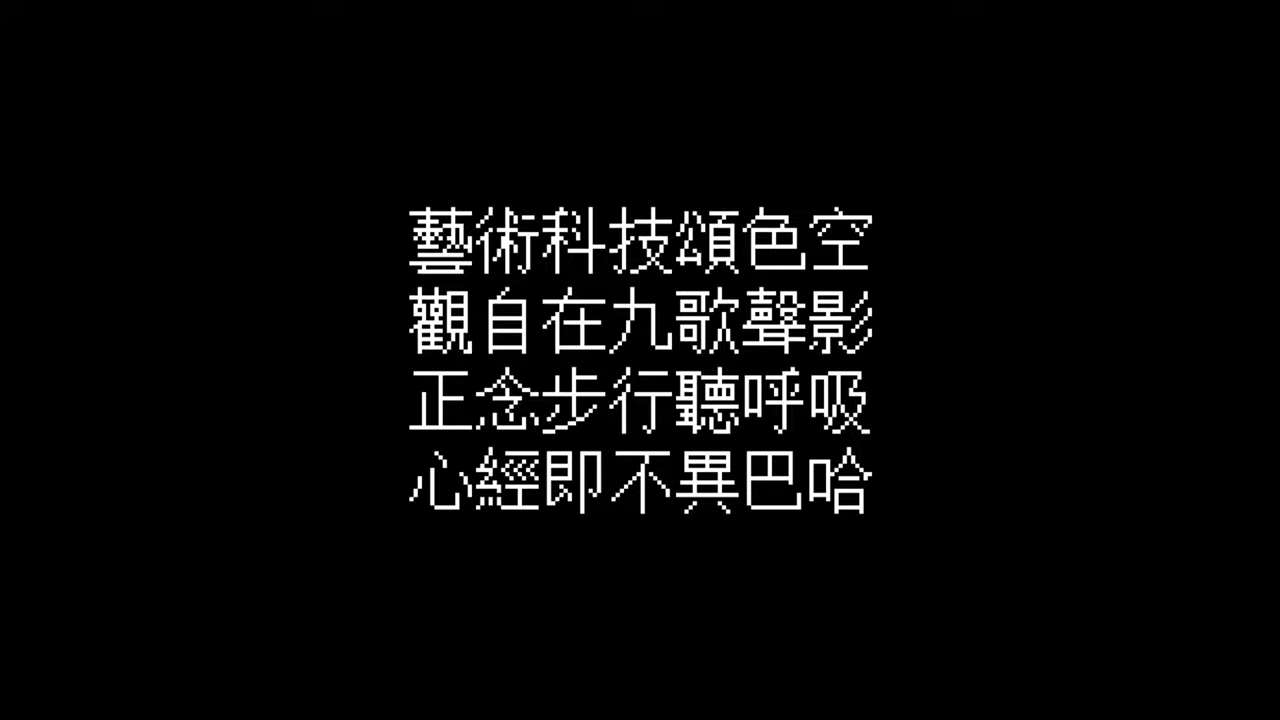 藝術科技頌色空
觀自在九歌聲影
正念步行聽呼吸
心經即不異巴哈